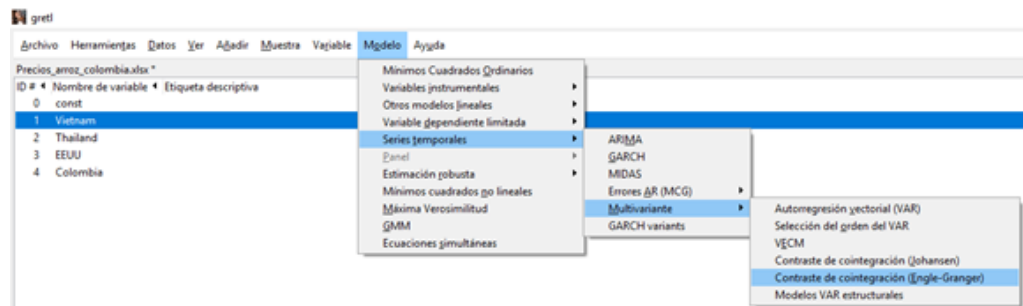 gretl
Archivo Herramientas Datos Ver Añadir Muestra Variable Modelo Ayuda
Precios_arroz_colombia.xlsx *
ID # Nombre de variable Etiqueta descriptiva
0 const
1 Vietnam
2 Thailand
3 EEUU
4 Colombia
Mínimos Cuadrados Ordinarios
Variables instrumentales
Otros modelos lineales
Variable dependiente limitada
Series temporales
Panel
Estimación robusta
Mínimos cuadrados no lineales
Máxima Verosimilitud
GMM
Ecuaciones simultáneas
ARIMA
GARCH
MIDAS
Errores AR (MCG)
Multivariante
GARCH variants
Autorregresión vectorial (VAR)
Selección del orden del VAR
VECM
Contraste de cointegración (Johansen)
Contraste de cointegración (Engle-Granger)
Modelos VAR estructurales